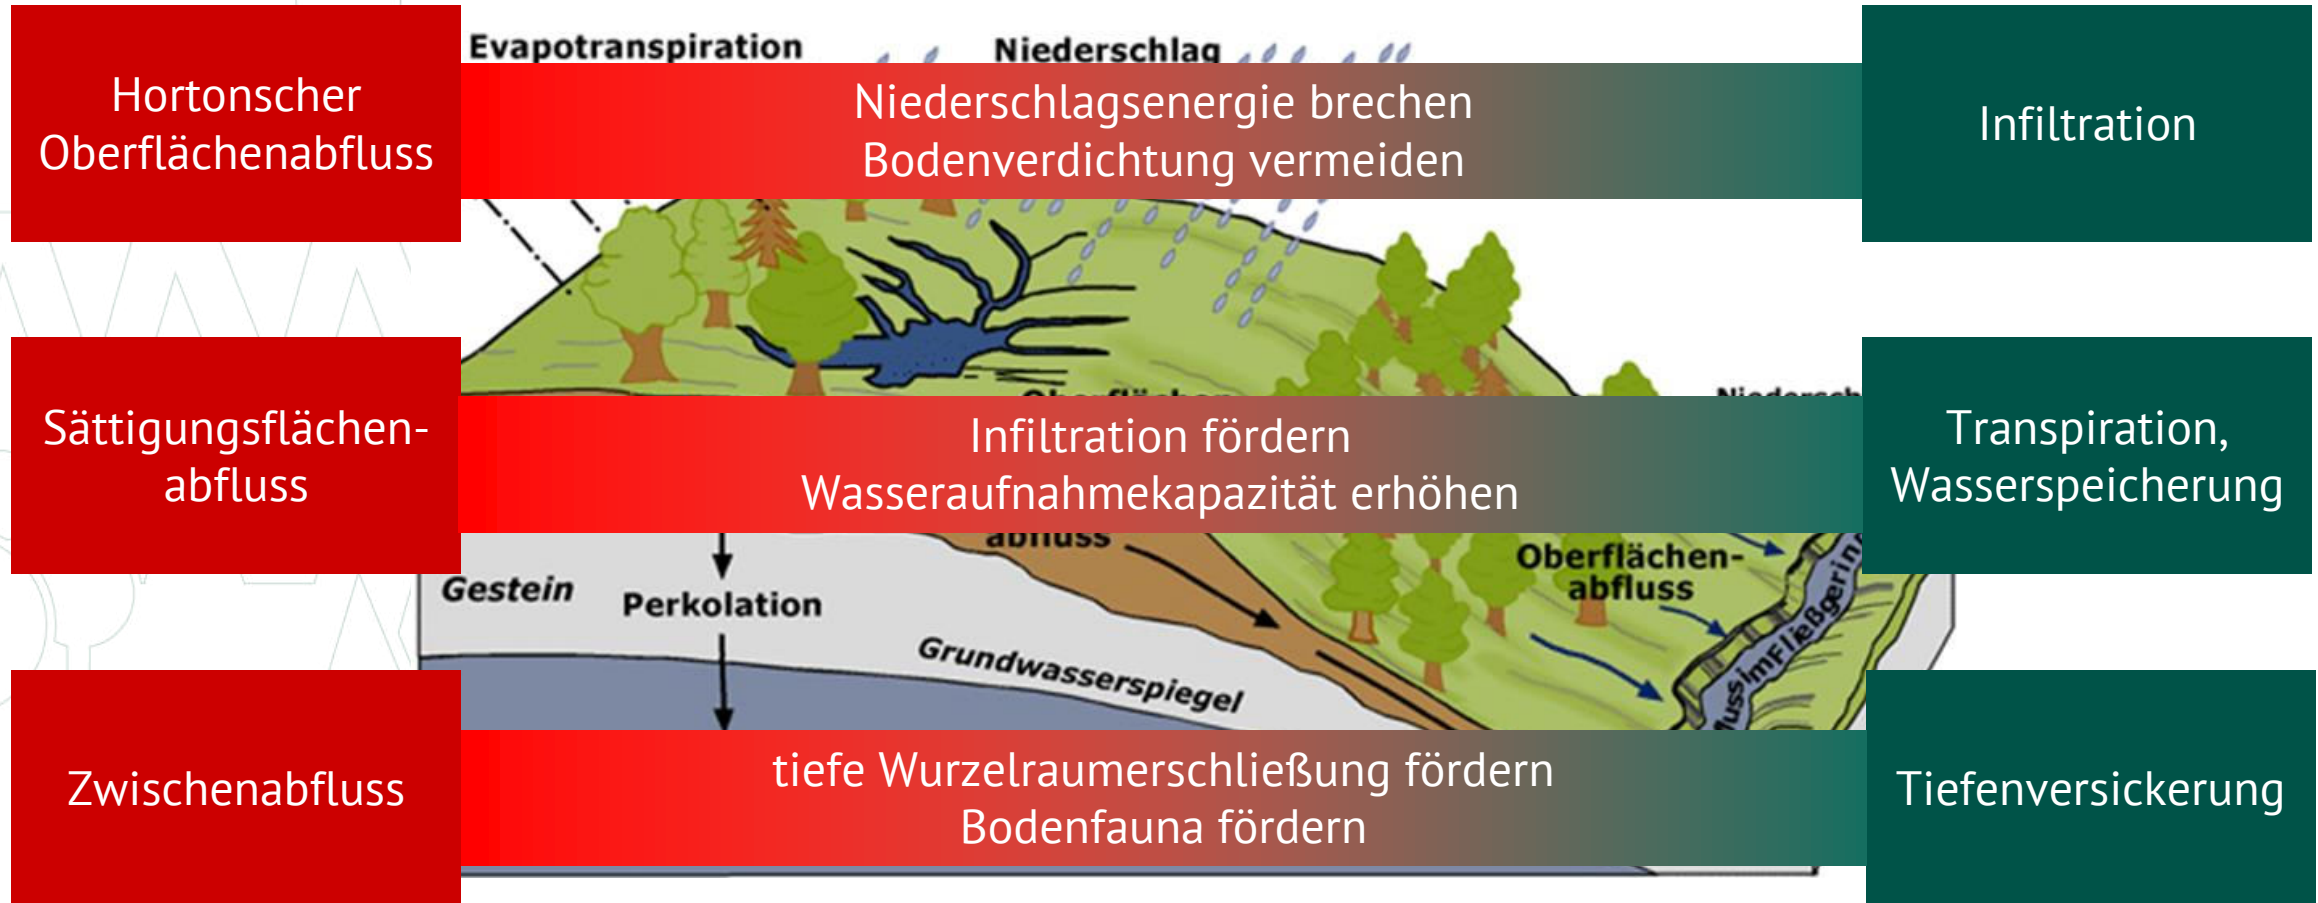 Evapotranspiration
Niederschlag
Hortonscher
Oberflächenabfluss
Niederschlagsenergie brechen
Bodenverdichtung vermeiden
Infiltration
Sättigungsflächen-
abfluss
Infiltration fördern
Wasseraufnahmekapazität erhöhen
Transpiration,
Wasserspeicherung
abfluss
Gestein
Perkolation
Grundwasserspiegel
Oberflächen-
abfluss
Zwischenabfluss
tiefe Wurzelraumerschließung fördern
Bodenfauna fördern
Tiefenversickerung